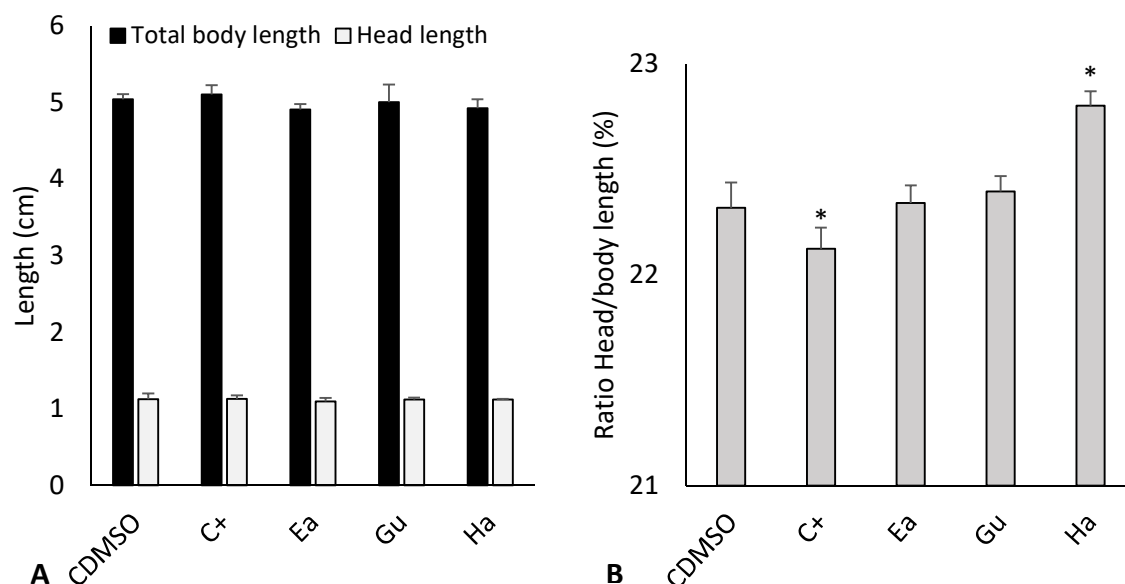 Total body length
Head length
Length (cm)
6
5
4
3
2
1
0
CDMSO
C+
Ea
Gu
Ha
A
Ratio Head/body length (%)
23
22
21
*
*
CDMSO
C+
Ea
Gu
Ha
B